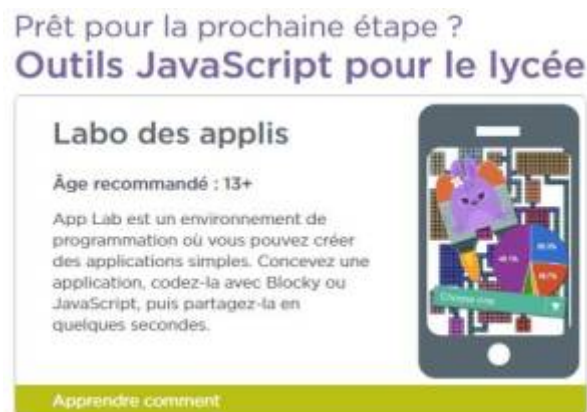 Prêt pour la prochaine étape ?
Outils JavaScript pour le lycée
Labo des applis
Âge recommandé : 13+
App Lab est un environnement de
programmation où vous pouvez créer
des applications simples. Concevez une
application, codez-la avec Blocky ou
JavaScript, puis partagez-la en
quelques secondes.
Apprendre comment